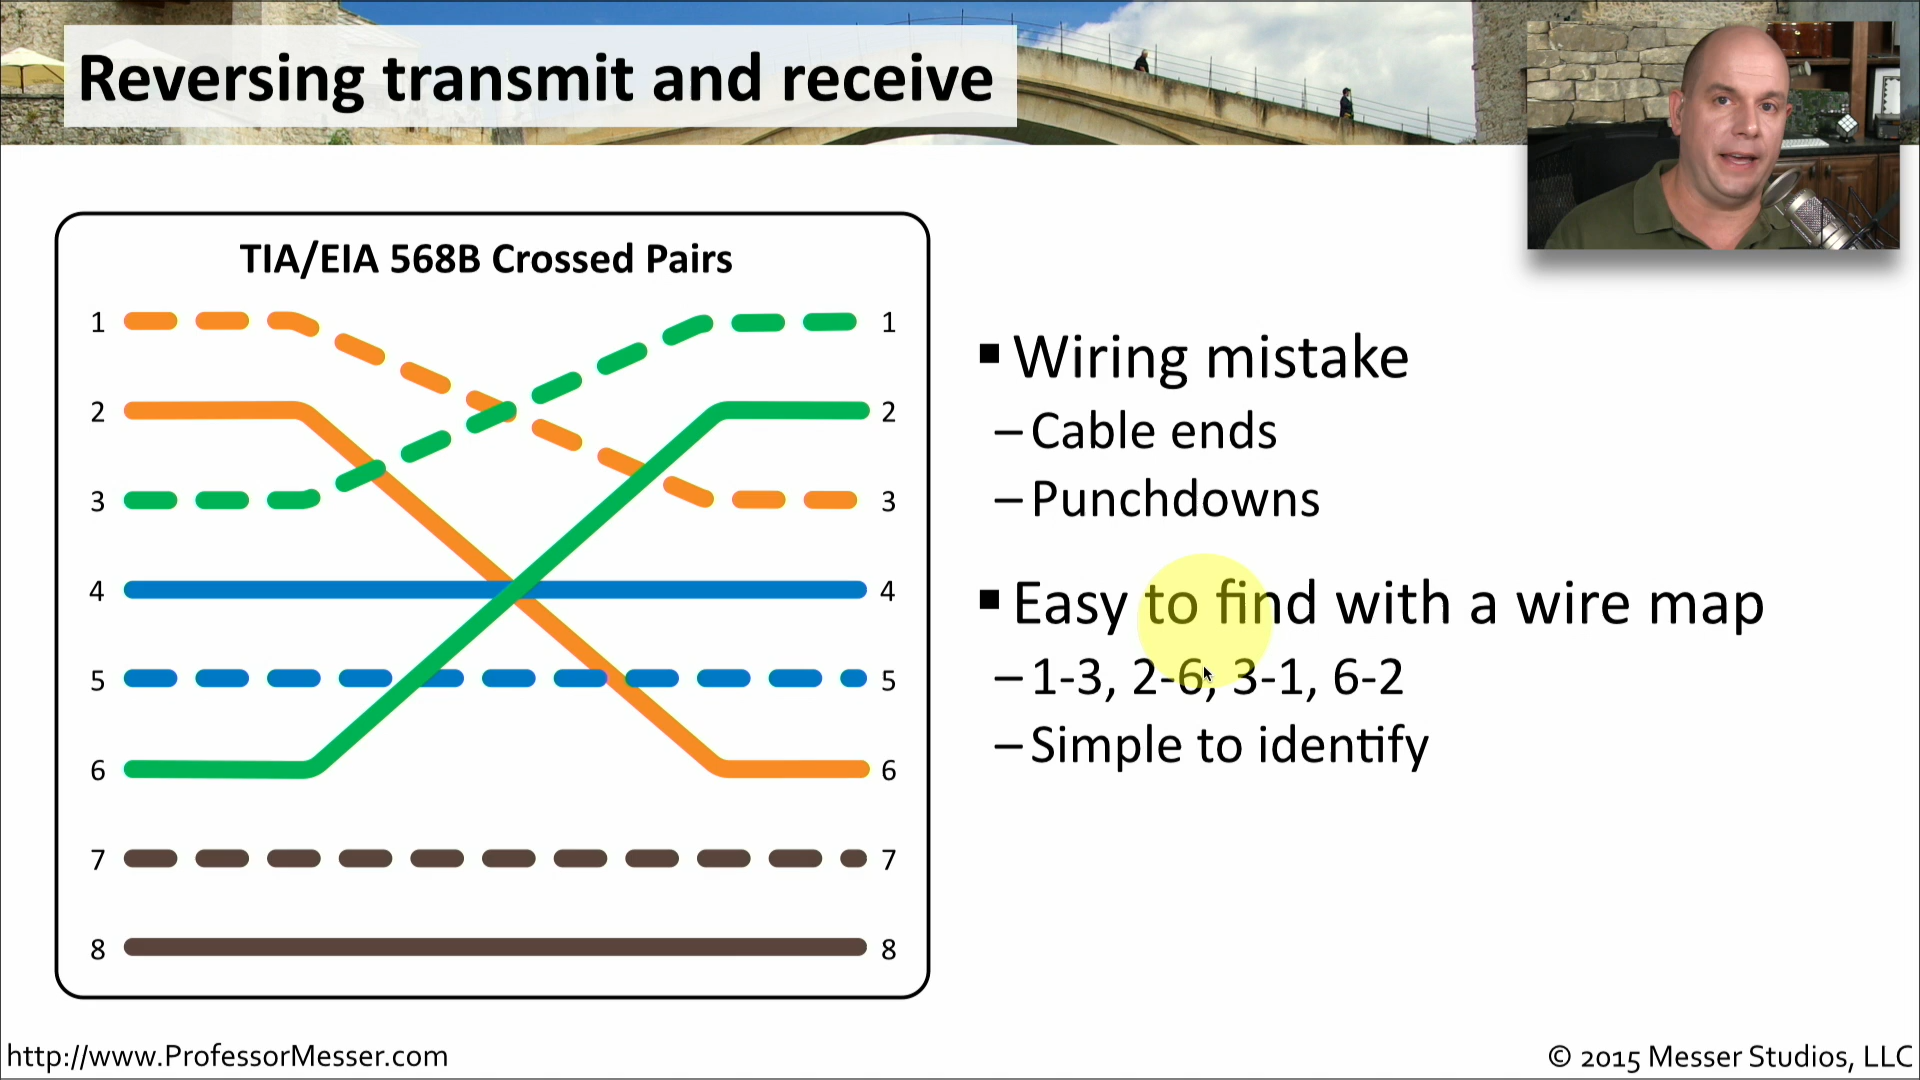 Reversing transmit and receive
TIA/EIA 568B Crossed Pairs
1 1
2 2
3 3
4 4
5 5
6 6
7 7
8 8
▪ Wiring mistake
– Cable ends
– Punchdowns
▪ Easy to find with a wire map
– 1-3, 2-6, 3-1, 6-2
– Simple to identify
http://www.ProfessorMesser.com
© 2015 Messer Studios, LLC